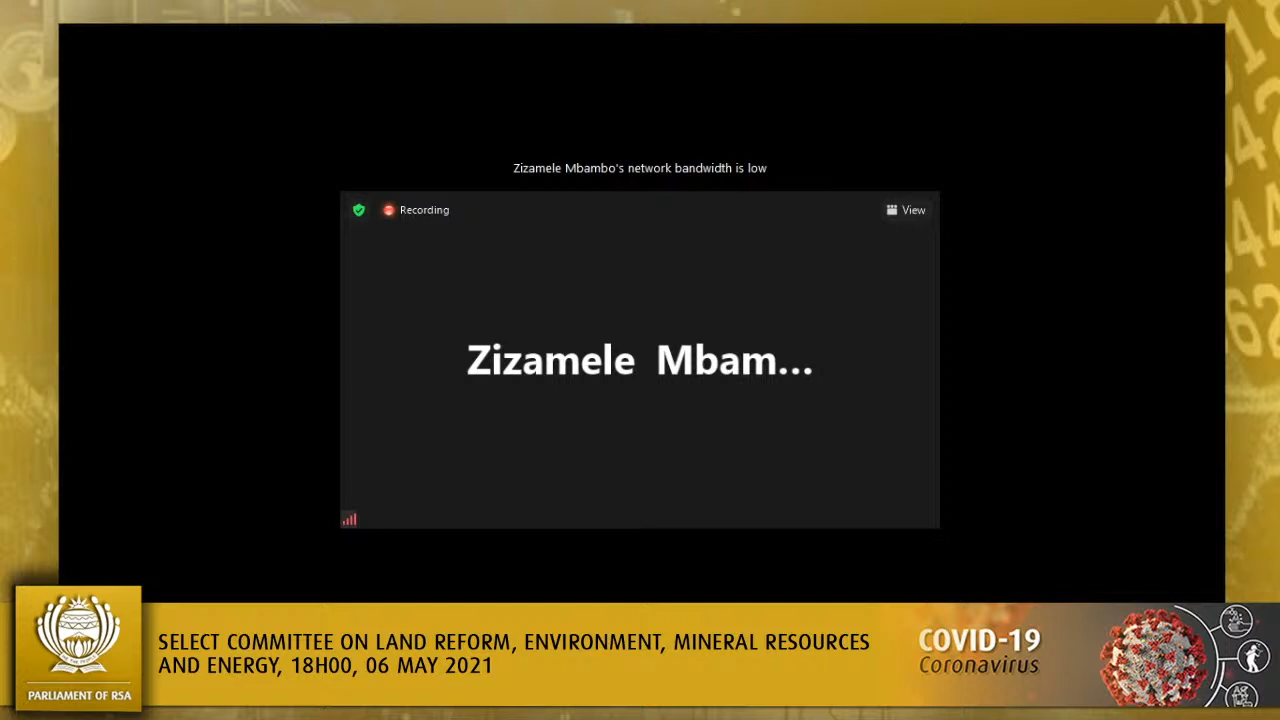 Zizamele Mbambo's network bandwidth is low
Recording
View
Zizamele Mbam...
SELECT COMMITTEE ON LAND REFORM, ENVIRONMENT, MINERAL RESOURCES
AND ENERGY, 18H00, 06 MAY 2021
PARLIAMENT OF RSA
COVID-19
Coronavirus